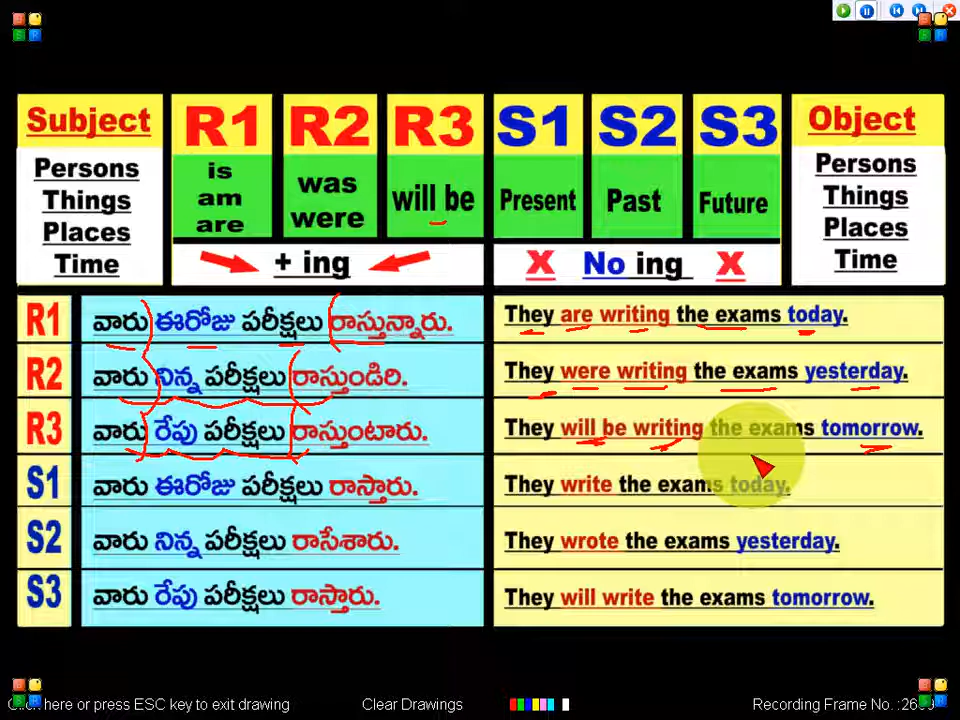 Subject R1 R2 R3 S1 S2 S3 Object
Persons
Things
Places
Time
is
am
are
was
were
will be
Present
Past
Future
Persons
Things
Places
Time
+ ing
X No ing X
R1 వారు ఈరోజు పరీక్షలు రాస్తున్నారు. They are writing the exams today.
R2 వారు నిన్న పరీక్షలు రాస్తుండిరి. They were writing the exams yesterday.
R3 వారు రేపు పరీక్షలు రాస్తుంటారు. They will be writing the exams tomorrow.
S1 వారు ఈరోజు పరీక్షలు రాస్తారు. They write the exams today.
S2 వారు నిన్న పరీక్షలు రాసేశారు. They wrote the exams yesterday.
S3 వారు రేపు పరీక్షలు రాస్తారు. They will write the exams tomorrow.
here or press ESC key to exit drawing Clear Drawings Recording Frame No. :